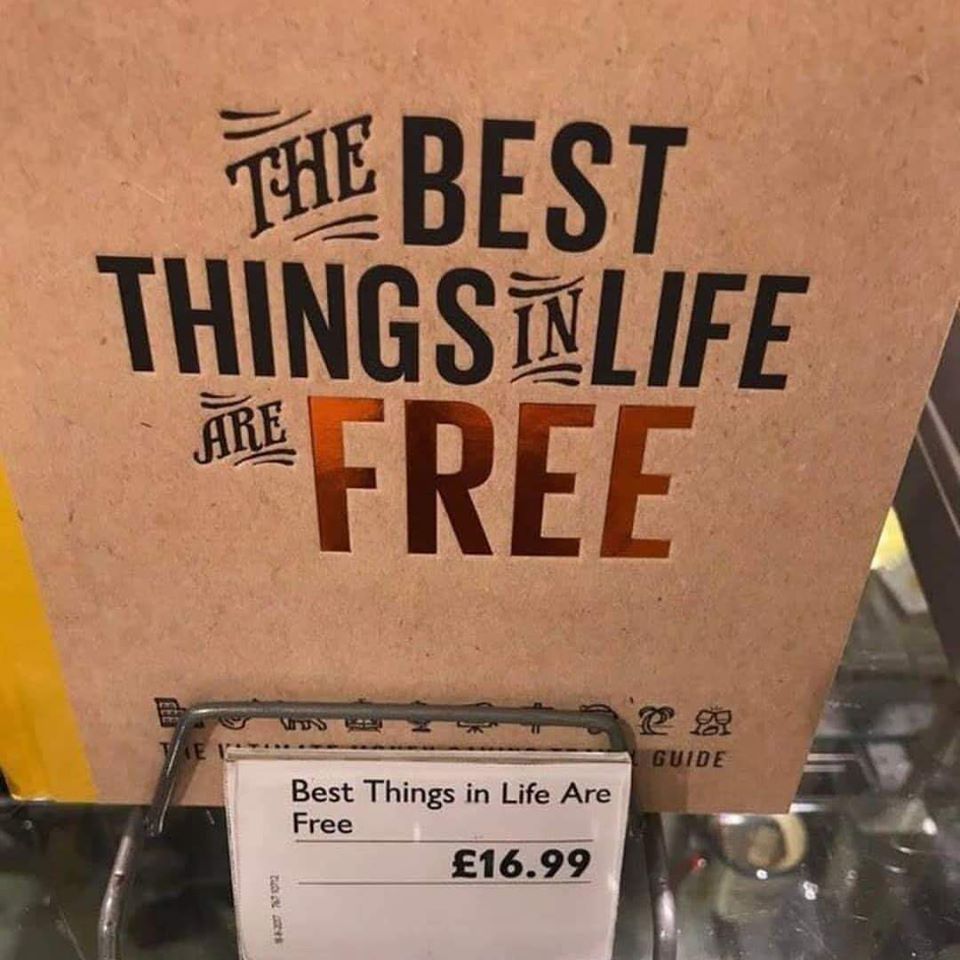 THE BEST
THINGS IN LIFE
ARE FREE
GUIDE
Best Things in Life Are
Free
£16.99